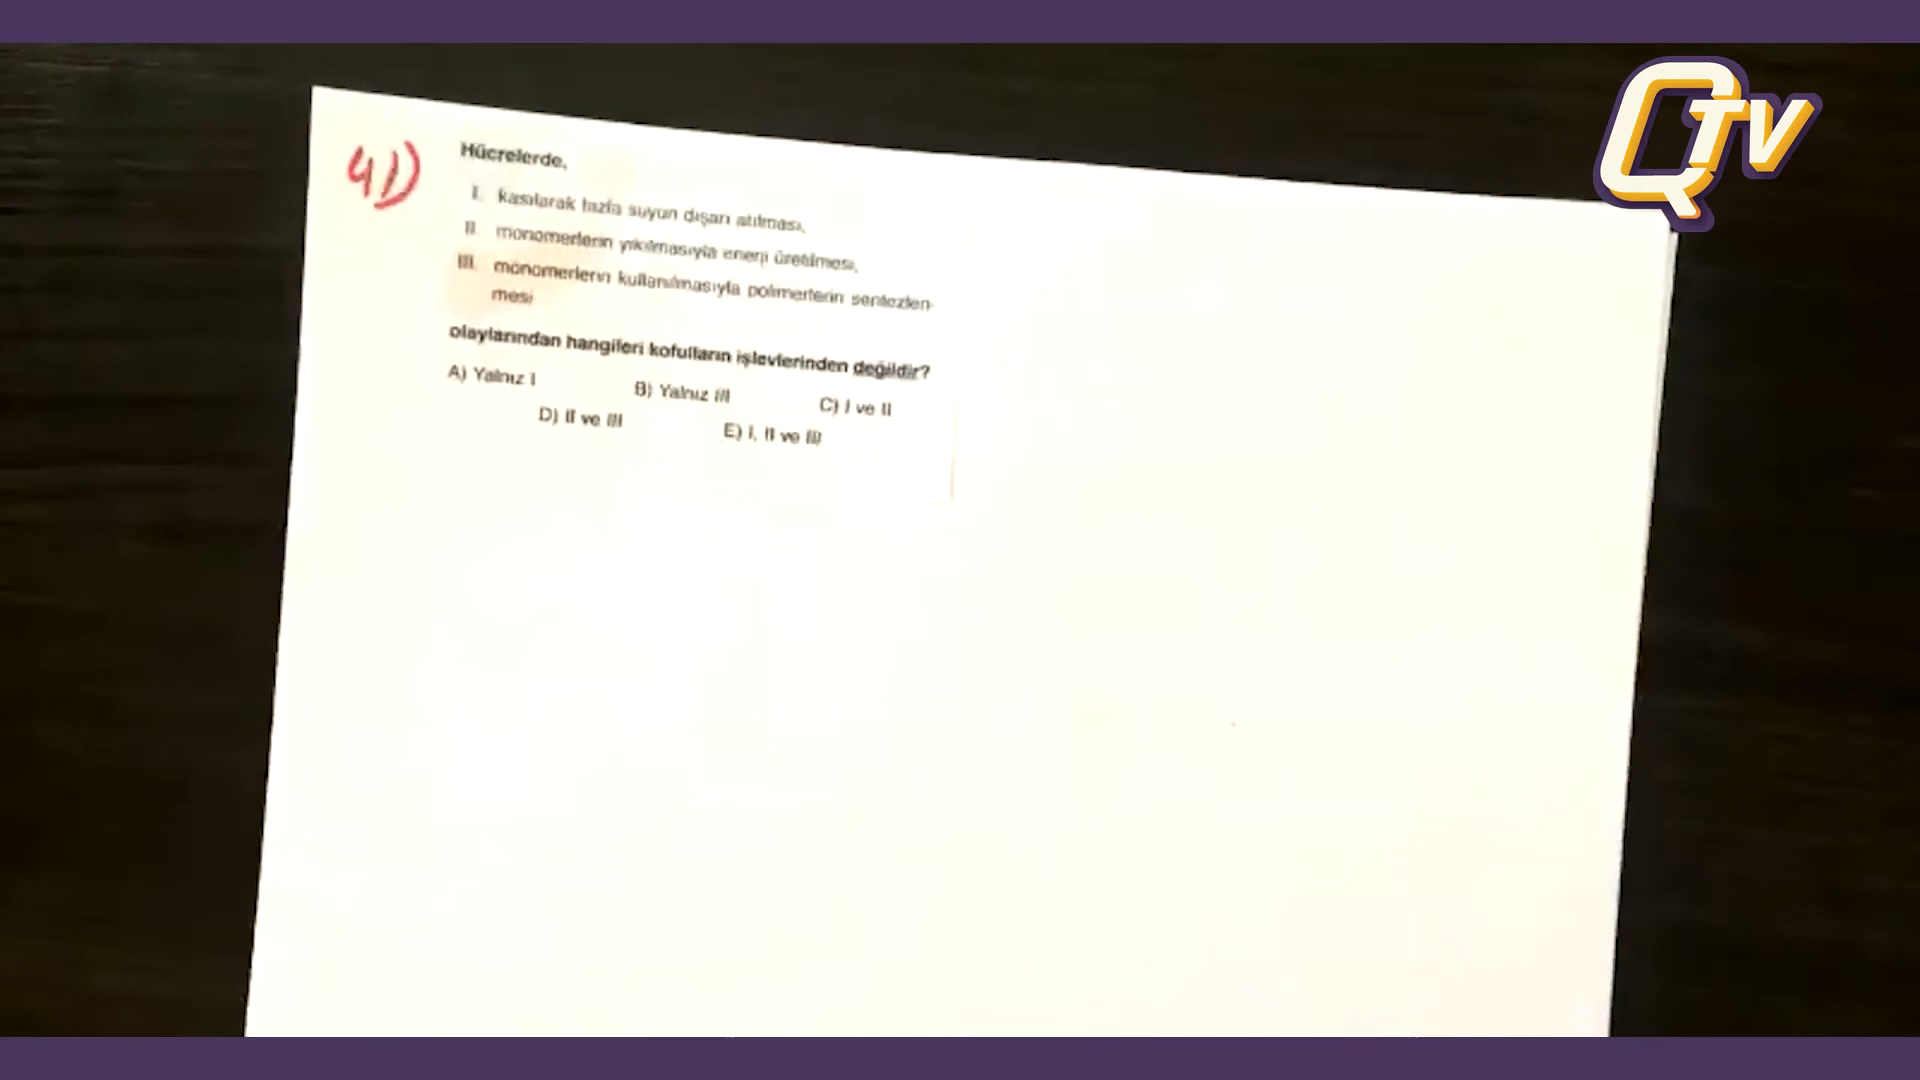 QTV
41)
Hücrelerde,
I. kasılarak fazla suyun dışarı atılması,
II. monomerlerin yıkılmasıyla enerji üretilmesi,
III. monomerlerin kullanılmasıyla polimerlerin sentezlen-
mesi
olaylarından hangileri kofulların işlevlerinden değildir?
A) Yalnız I B) Yalnız III C) I ve II
D) II ve III E) I, II ve III